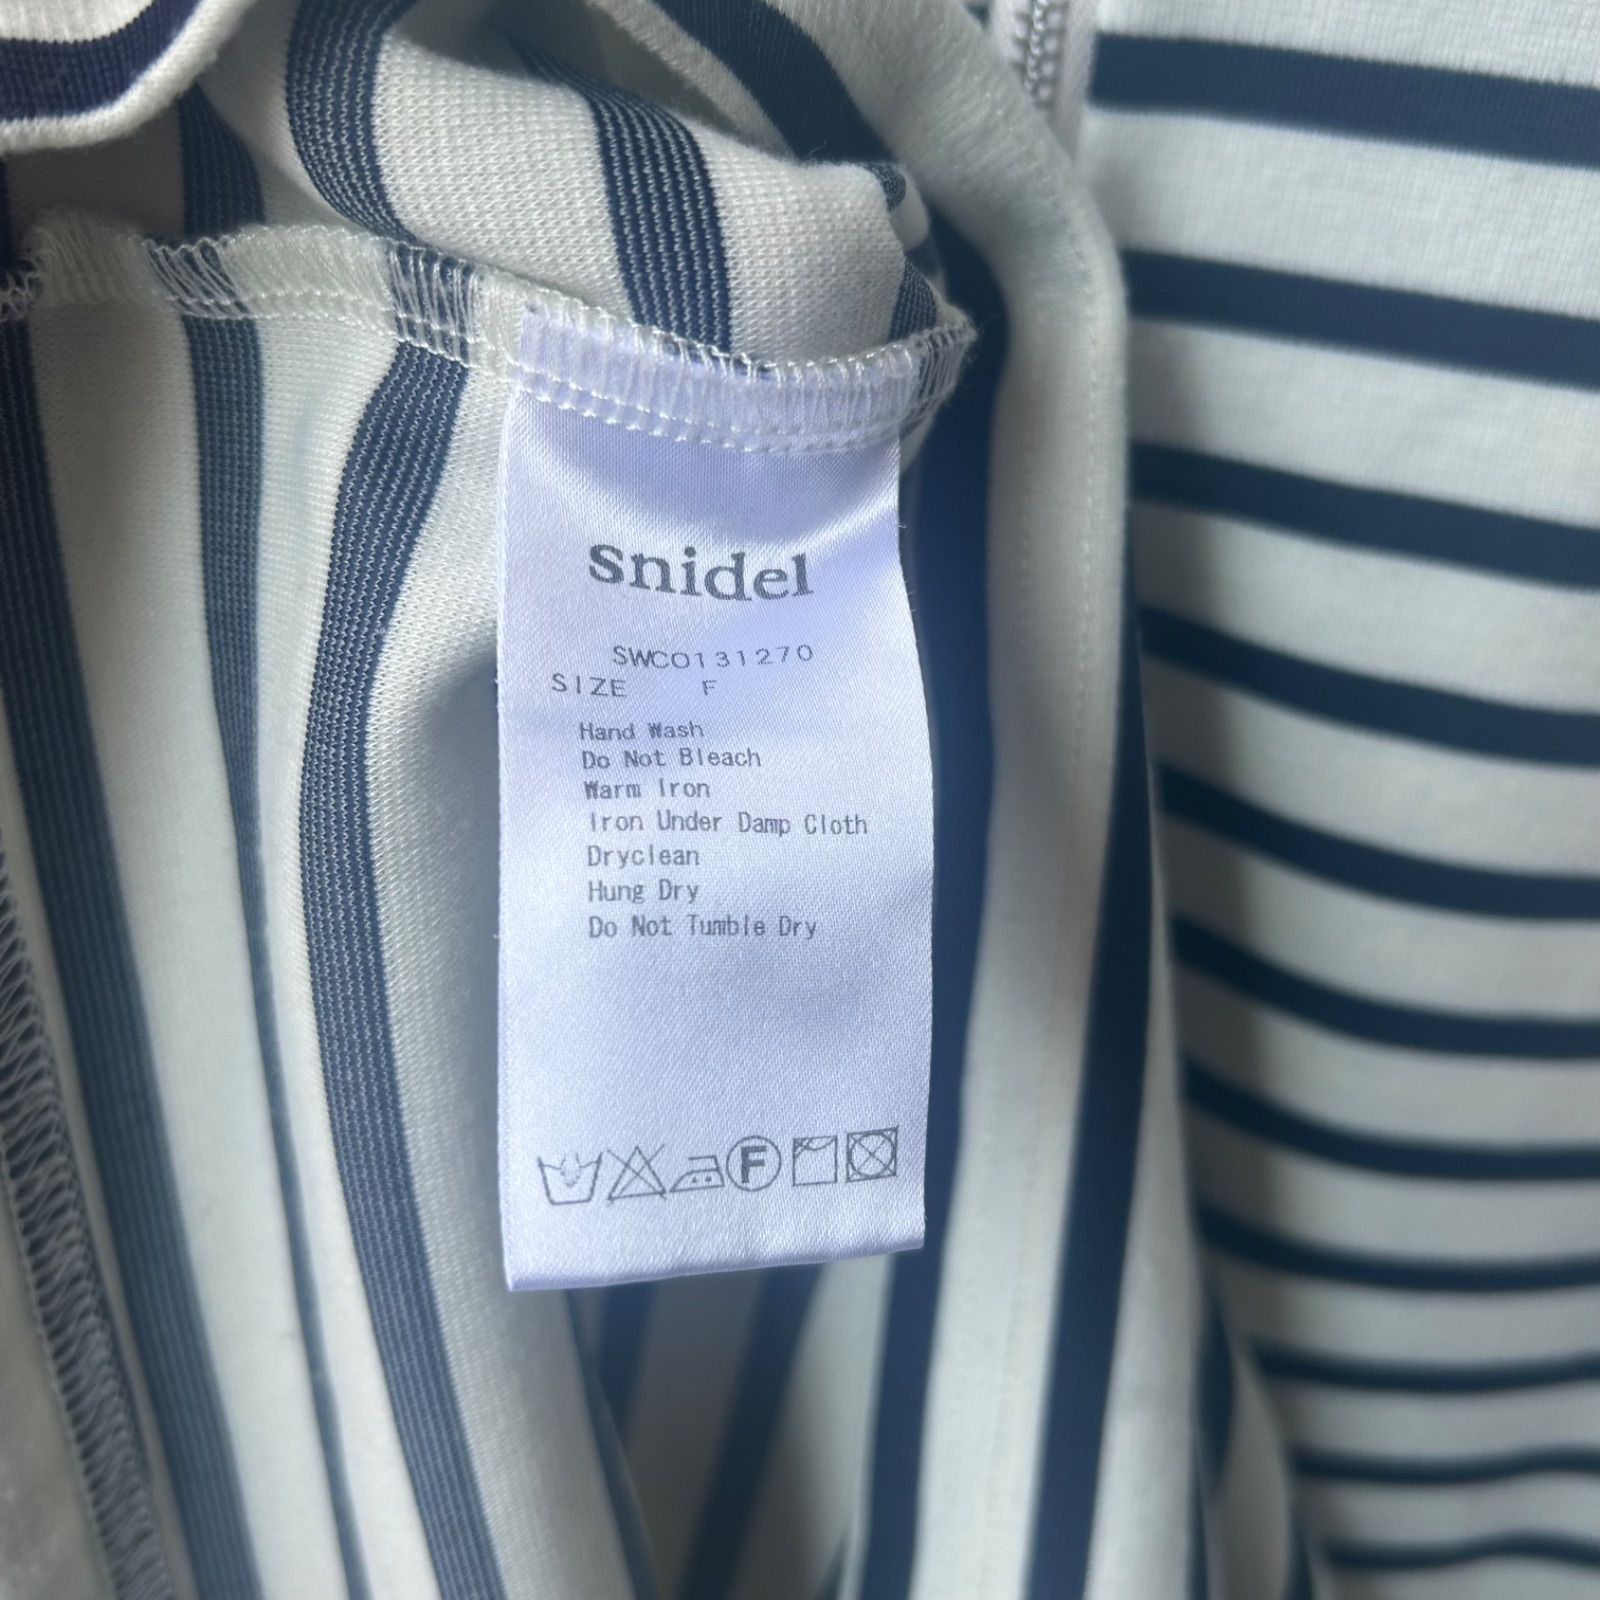 snidel
SWCO131270
SIZE F
Hand Wash
Do Not Bleach
Warm Iron
Iron Under Damp Cloth
Dryclean
Hung Dry
Do Not Tumble Dry
F